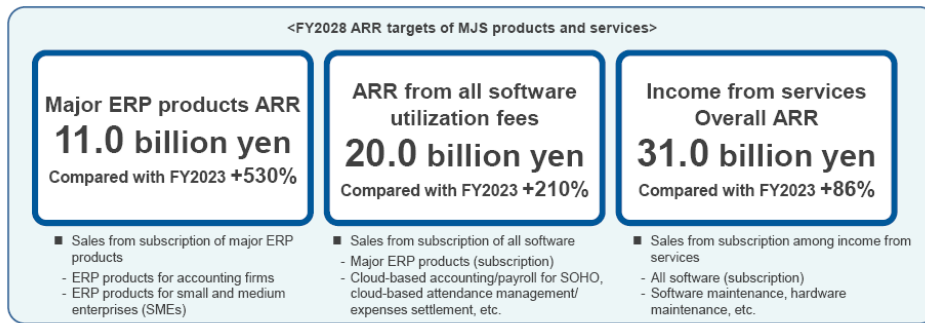 <FY2028 ARR targets of MJS products and services>
Major ERP products ARR
11.0 billion yen
Compared with FY2023 +530%
■ Sales from subscription of major ERP
products
- ERP products for accounting firms
- ERP products for small and medium
enterprises (SMEs)
ARR from all software
utilization fees
20.0 billion yen
Compared with FY2023 +210%
■ Sales from subscription of all software
- Major ERP products (subscription)
- Cloud-based accounting/payroll for SOHO,
cloud-based attendance management/
expenses settlement, etc.
Income from services
Overall ARR
31.0 billion yen
Compared with FY2023 +86%
■ Sales from subscription among income from
services
- All software (subscription)
- Software maintenance, hardware
maintenance, etc.